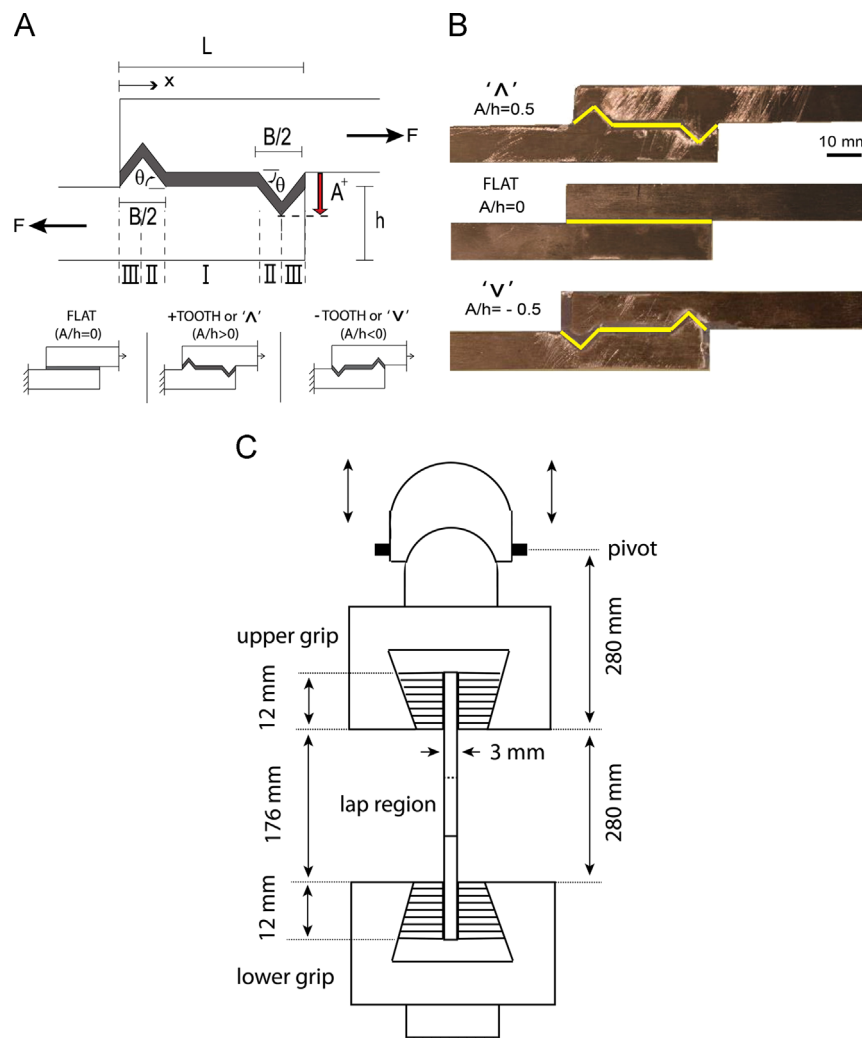 A
L
x
B/2
F
θ
θ
A+
h
B/2
F
III II I II III
FLAT
(A/h=0)
+TOOTH or '∧'
(A/h>0)
-TOOTH or '∨'
(A/h<0)
B
'∧'
A/h=0.5
10 mm
FLAT
A/h=0
'∨'
A/h= - 0.5
C
pivot
upper grip
280 mm
12 mm
3 mm
176 mm
lap region
280 mm
12 mm
lower grip